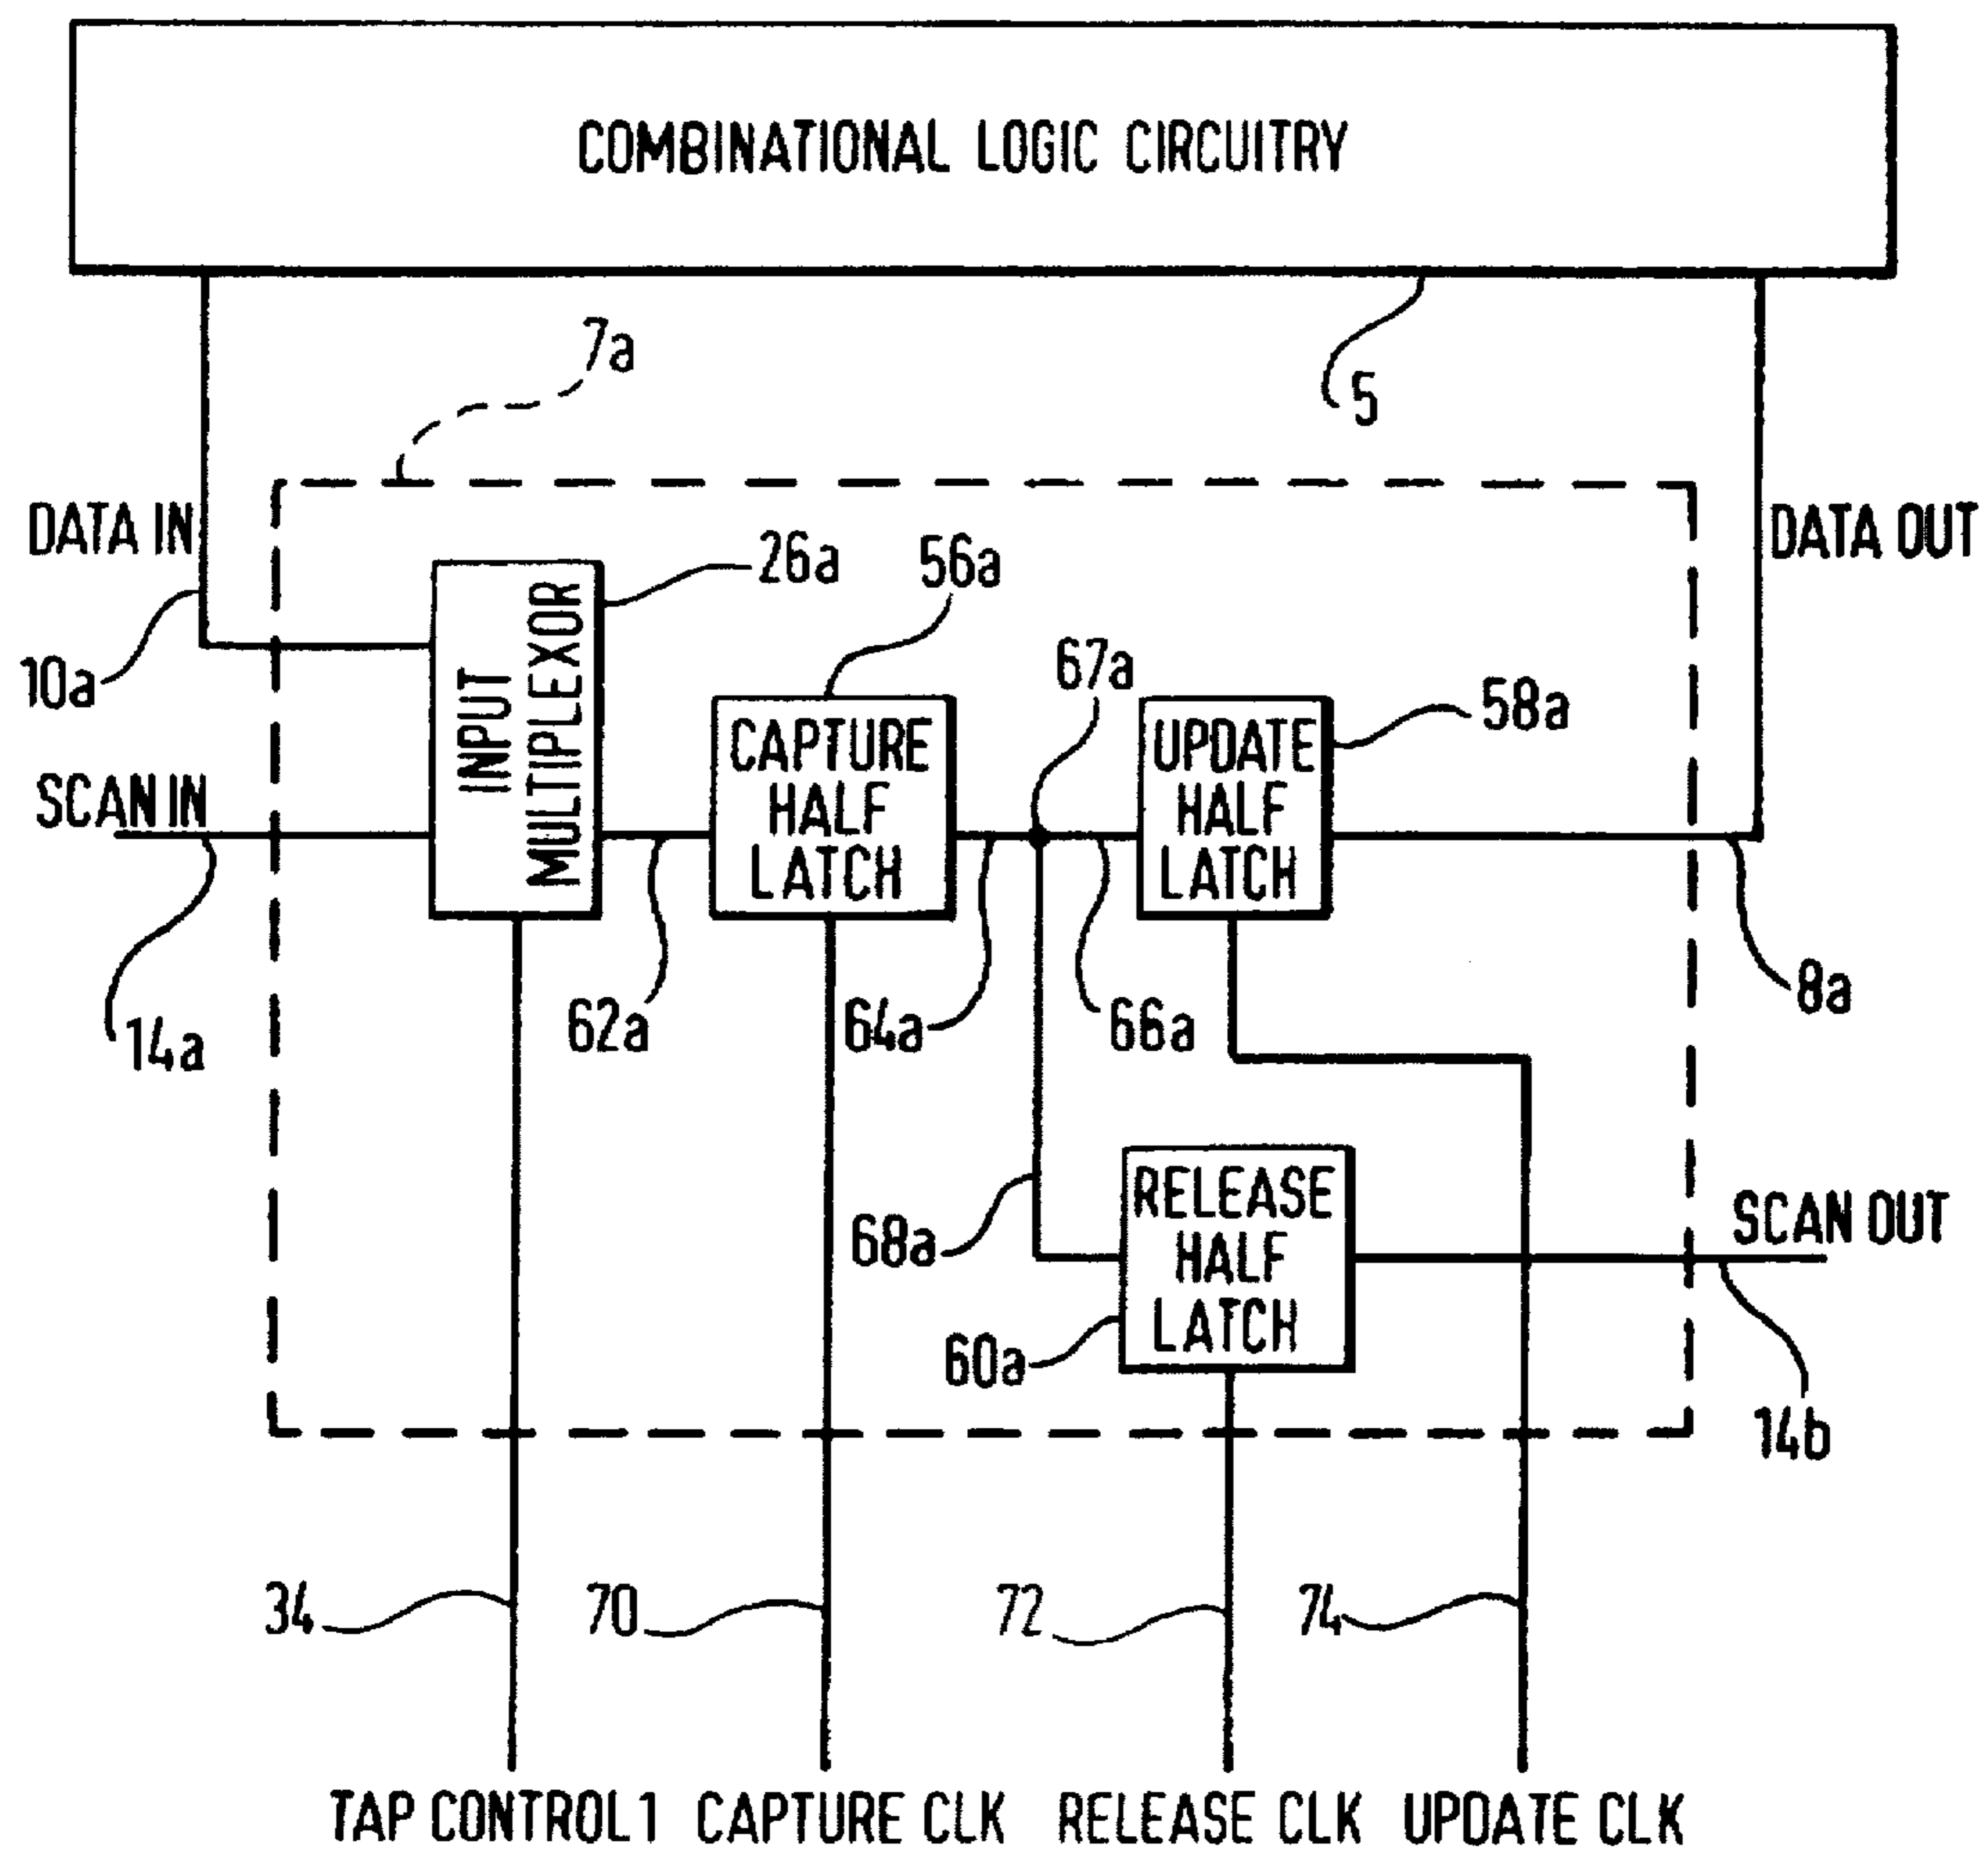 COMBINATIONAL LOGIC CIRCUITRY
7a
5
DATA IN
DATA OUT
26a
56a
10a
67a
58a
INPUT
MULTIPLEXOR
CAPTURE
HALF
LATCH
UPDATE
HALF
LATCH
SCAN IN
8a
14a
62a
64a
66a
RELEASE
HALF
LATCH
68a
SCAN OUT
60a
14b
34
70
72
74
TAP CONTROL1
CAPTURE CLK
RELEASE CLK
UPDATE CLK